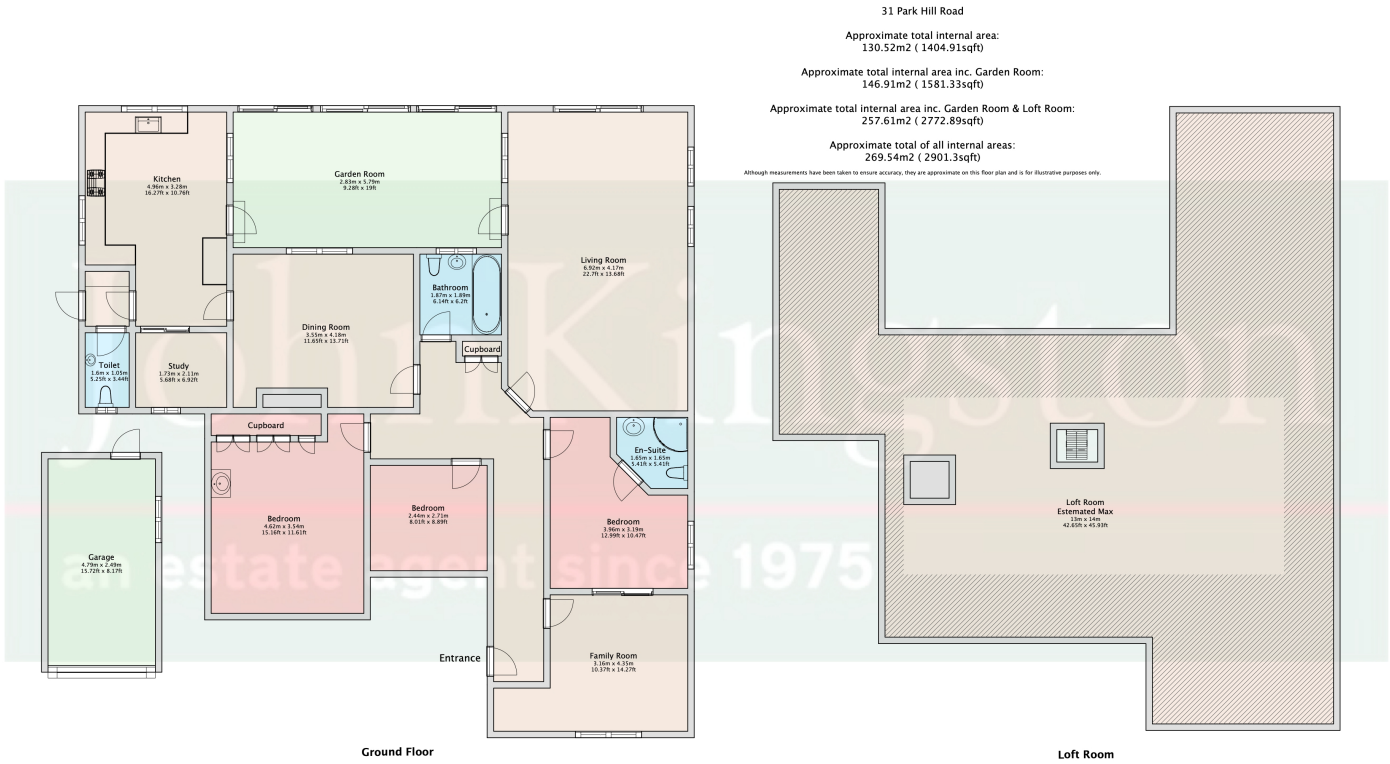 31 Park Hill Road
Approximate total internal area:
130.52m2 ( 1404.91sqft)
Approximate total internal area inc. Garden Room:
146.91m2 ( 1581.33sqft)
Approximate total internal area inc. Garden Room & Loft Room:
257.61m2 ( 2772.89sqft)
Approximate total of all internal areas:
269.54m2 ( 2901.3sqft)
Although measurements have been taken to ensure accuracy, they are approximate on this floor plan and is for illustrative purposes only.
Kitchen
4.96m x 3.28m
16.27ft x 10.76ft
Garden Room
2.83m x 5.79m
9.28ft x 19ft
Living Room
6.92m x 4.17m
22.7ft x 13.68ft
Bathroom
1.87m x 1.89m
6.14ft x 6.2ft
Dining Room
3.55m x 4.18m
11.65ft x 13.71ft
Cupboard
Toilet
1.6m x 1.05m
5.25ft x 3.44ft
Study
1.73m x 2.11m
5.68ft x 6.92ft
Cupboard
En-Suite
1.65m x 1.65m
5.41ft x 5.41ft
Bedroom
4.62m x 3.54m
15.16ft x 11.61ft
Bedroom
2.44m x 2.71m
8.01ft x 8.89ft
Bedroom
3.96m x 3.19m
12.99ft x 10.47ft
Garage
4.79m x 2.49m
15.72ft x 8.17ft
Entrance
Family Room
3.16m x 4.35m
10.37ft x 14.27ft
Ground Floor
Loft Room
Estemated Max
13m x 14m
42.65ft x 45.93ft
Loft Room
JohnKingston
an estate agent since 1975